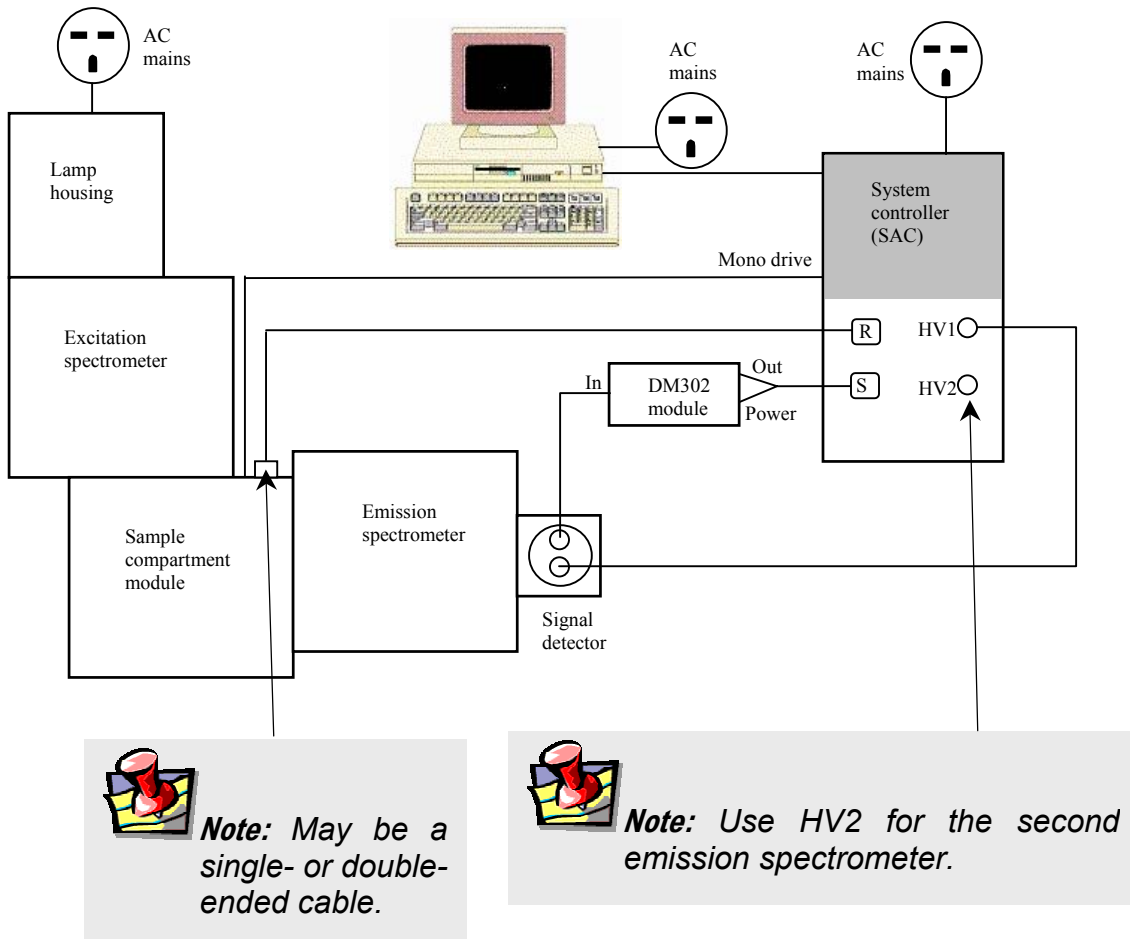 AC
mains
AC
mains
AC
mains
Lamp
housing
System
controller
(SAC)
Mono drive
Excitation
spectrometer
R
HV1
In
DM302
module
Out
Power
S
HV2
Sample
compartment
module
Emission
spectrometer
Signal
detector
Note: May be a
single- or double-
ended cable.
Note: Use HV2 for the second
emission spectrometer.